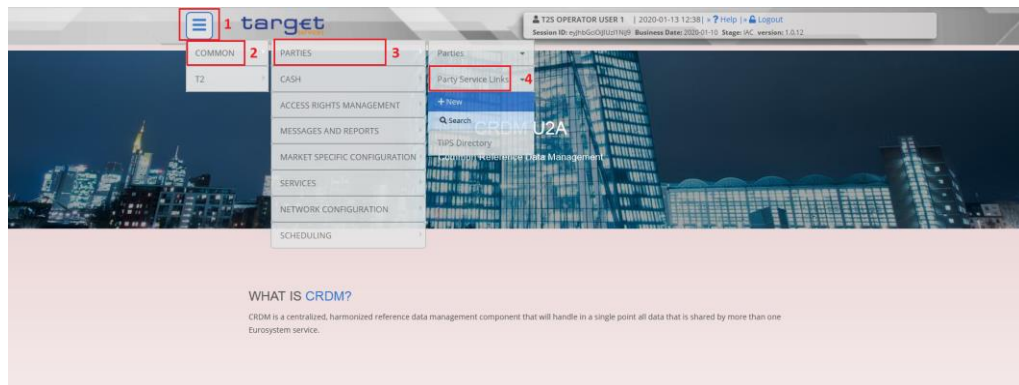 1 target services
T2S OPERATOR USER 1 | 2020-01-13 12:38| » ? Help |» Logout
Business Date: 2020-01-10 Stage: IAC version: 1.0.12
COMMON 2
T2
PARTIES 3
CASH
ACCESS RIGHTS MANAGEMENT
MESSAGES AND REPORTS
MARKET SPECIFIC CONFIGURATION
SERVICES
NETWORK CONFIGURATION
SCHEDULING
Parties
Party Service Links 4
+ New
Search
TIPS Directory
CRDM U2A
Common Reference Data Management
WHAT IS CRDM?
CRDM is a centralized, harmonized reference data management component that will handle in a single point all data that is shared by more than one
Eurosystem service.